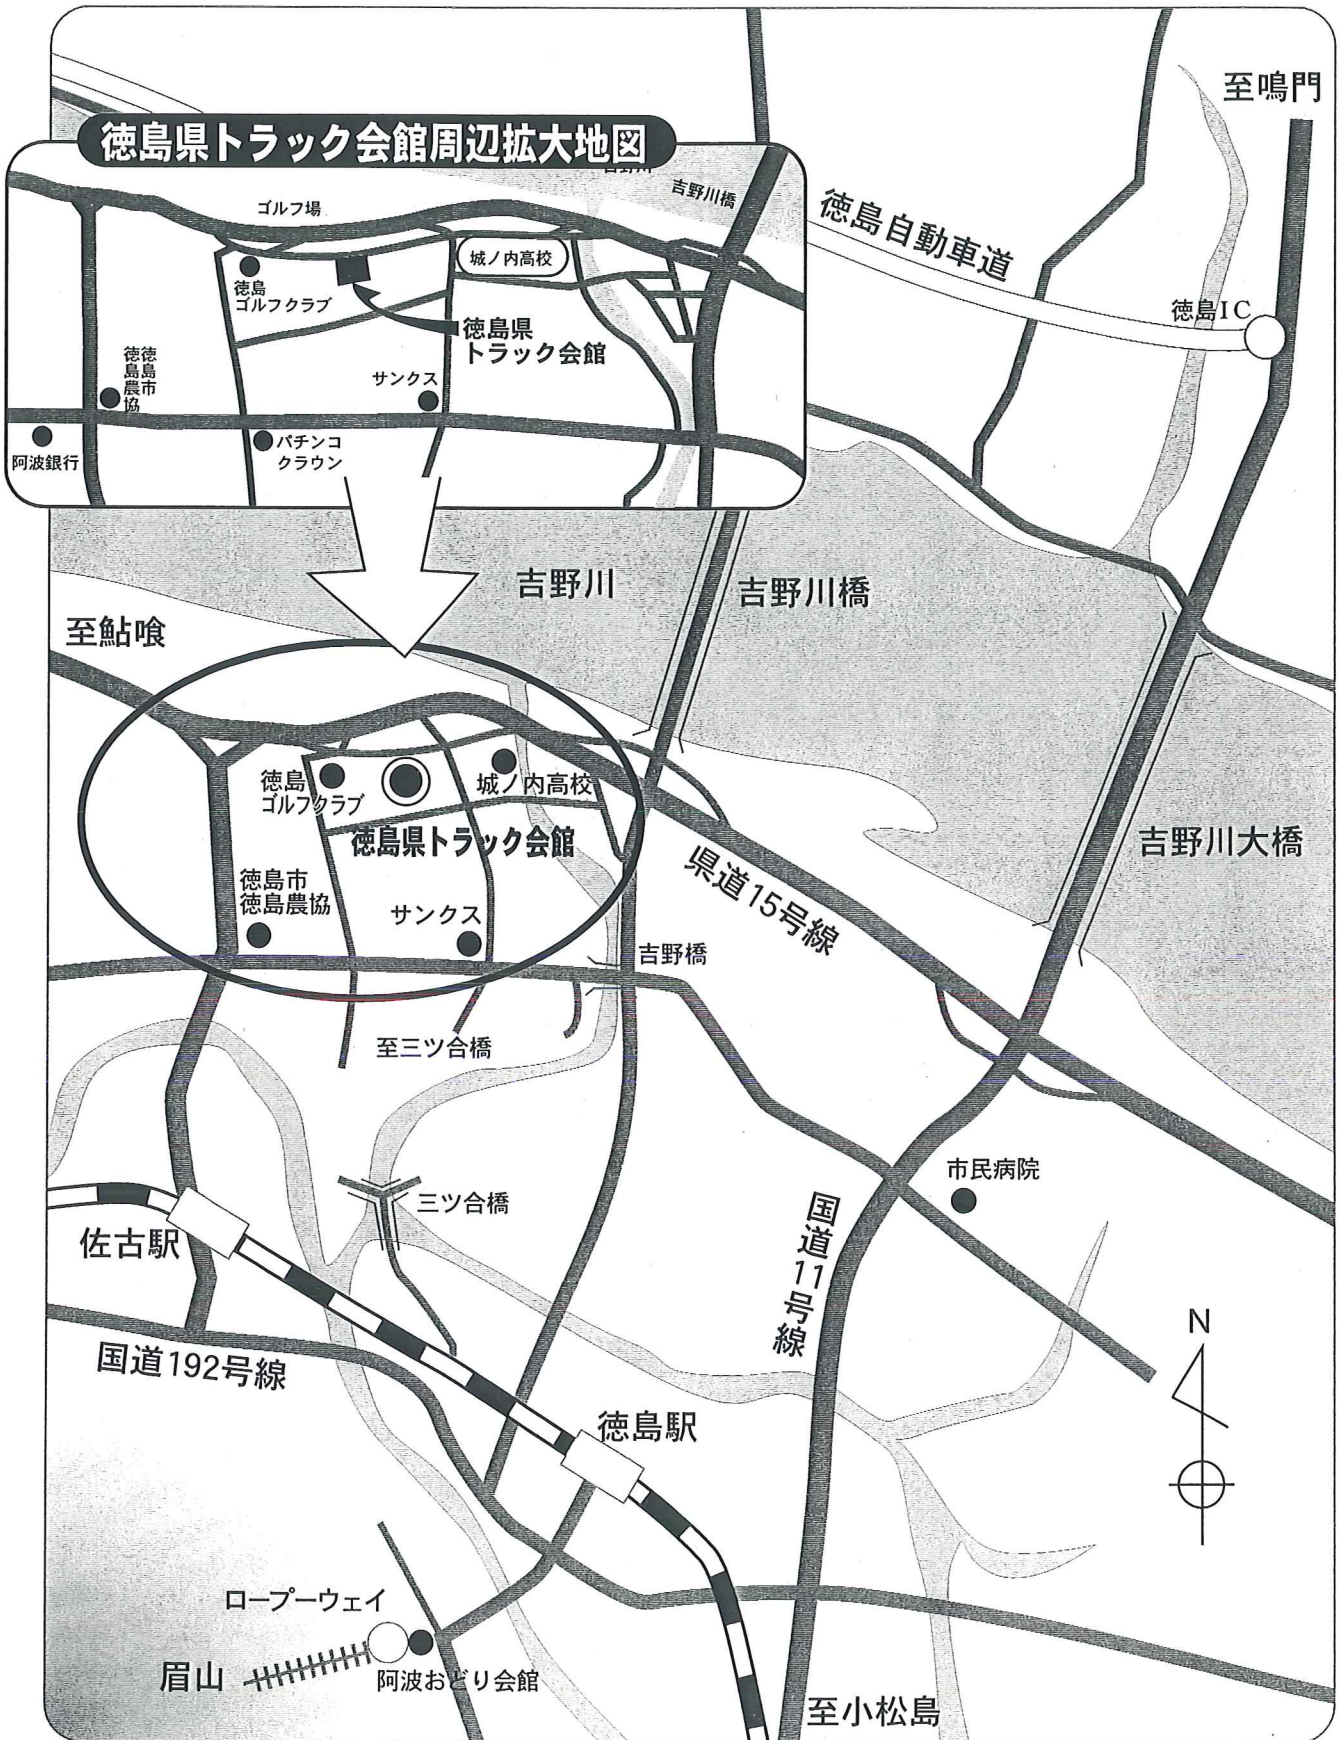 至鳴門
徳島県トラック会館周辺拡大地図
吉野川
吉野川橋
ゴルフ場
城ノ内高校
徳島
ゴルフクラブ
徳島県
トラック会館
徳島市
徳島農協
サンクス
阿波銀行
パチンコ
クラウン
徳島自動車道
徳島IC
吉野川
吉野川橋
至鮎喰
徳島
ゴルフクラブ
城ノ内高校
徳島県トラック会館
吉野川大橋
県道15号線
徳島市
徳島農協
サンクス
吉野橋
至三ツ合橋
市民病院
三ツ合橋
佐古駅
国道11号線
N
国道192号線
徳島駅
ロープーウェイ
眉山
阿波おどり会館
至小松島